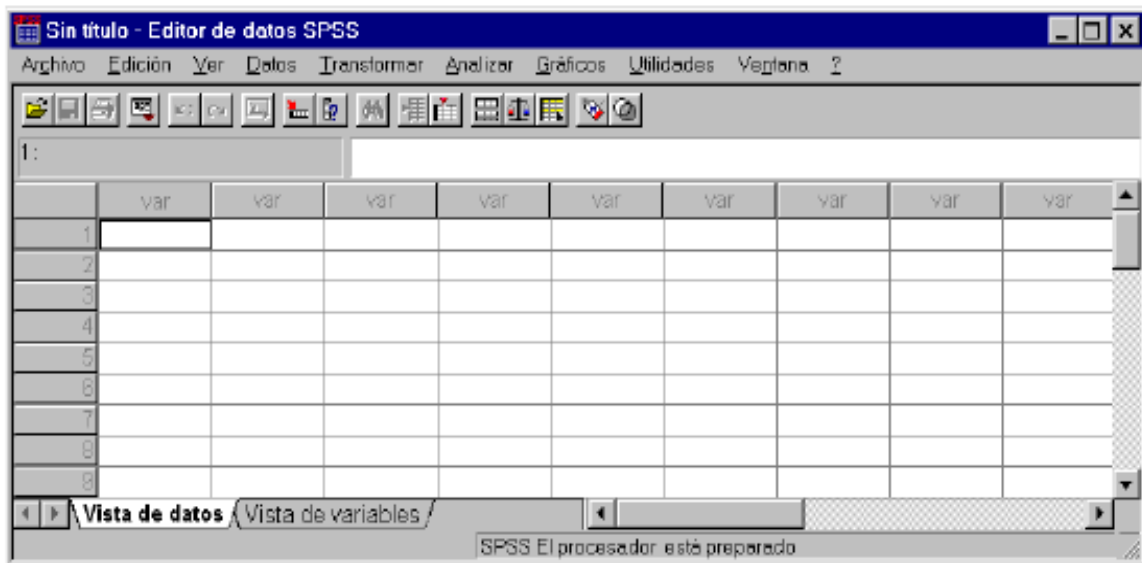 Sin título - Editor de datos SPSS
Archivo Edición Ver Datos Transformar Analizar Gráficos Utilidades Ventana ?
1 :
var var var var var var var var var
1
2
3
4
5
6
7
8
9
Vista de datos Vista de variables
SPSS El procesador está preparado